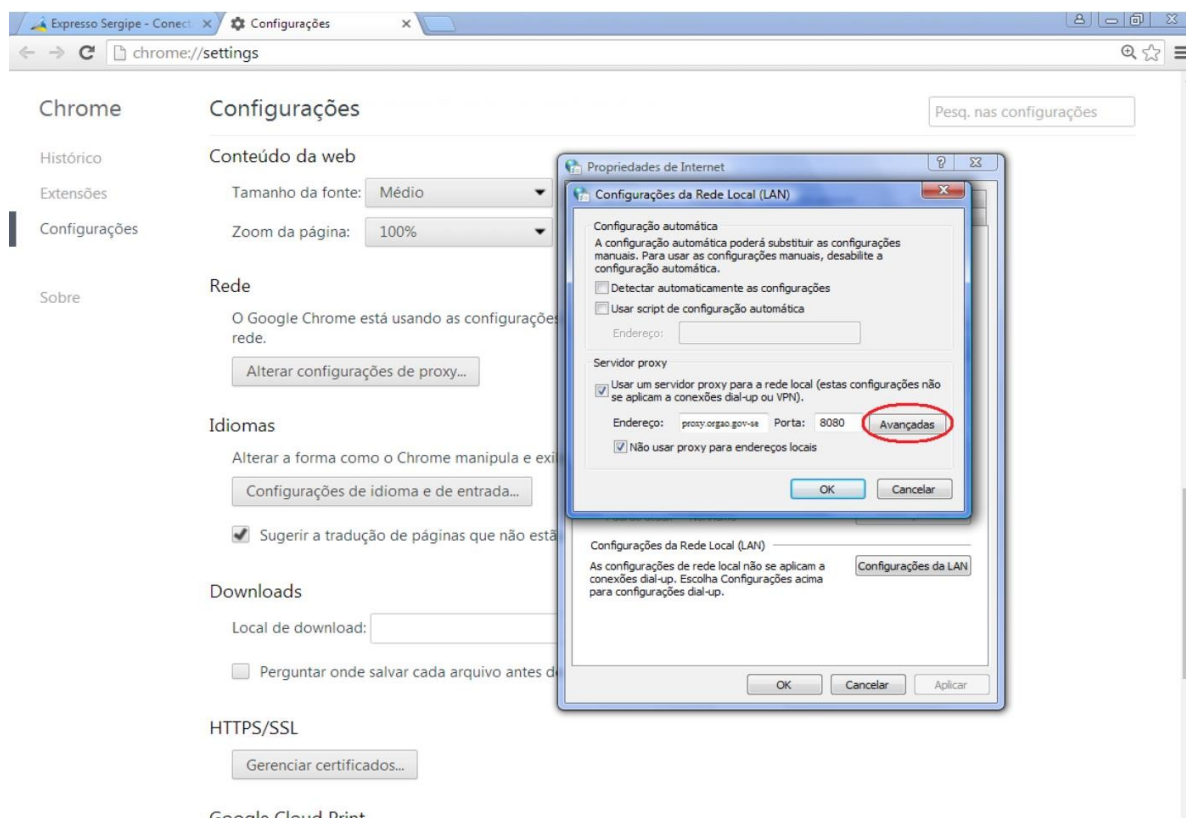 Expresso Sergipe - Conect
Configurações
chrome://settings
Chrome
Configurações
Pesq. nas configurações
Histórico
Extensões
Configurações
Sobre
Conteúdo da web
Tamanho da fonte: Médio
Zoom da página: 100%
Rede
O Google Chrome está usando as configurações
rede.
Alterar configurações de proxy...
Idiomas
Alterar a forma como o Chrome manipula e exi
Configurações de idioma e de entrada...
Sugerir a tradução de páginas que não estã
Downloads
Local de download:
Perguntar onde salvar cada arquivo antes d
HTTPS/SSL
Gerenciar certificados...
Google Cloud Print
Propriedades de Internet
Configurações da Rede Local (LAN)
Configuração automática
A configuração automática poderá substituir as configurações
manuais. Para usar as configurações manuais, desabilite a
configuração automática.
Detectar automaticamente as configurações
Usar script de configuração automática
Endereço:
Servidor proxy
Usar um servidor proxy para a rede local (estas configurações não
se aplicam a conexões dial-up ou VPN).
Endereço: proxy.orgao.gov-se Porta: 8080 Avançadas
Não usar proxy para endereços locais
OK Cancelar
Configurações da Rede Local (LAN)
As configurações de rede local não se aplicam a
conexões dial-up. Escolha Configurações acima
para configurações dial-up.
Configurações da LAN
OK Cancelar Aplicar